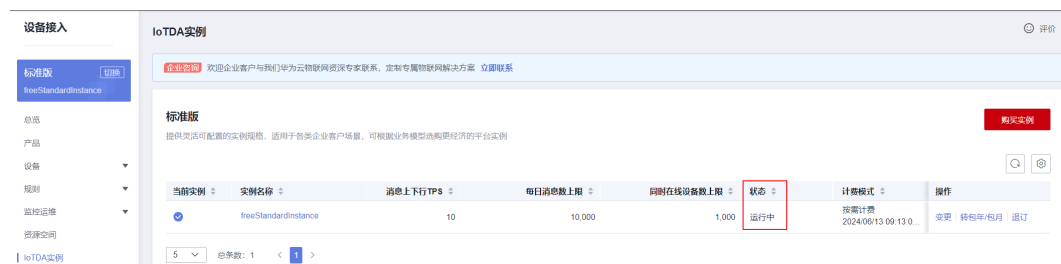 设备接入
标准版 切换
freeStandardInstance
总览
产品
设备
规则
监控运维
资源空间
IoTDA实例
IoTDA实例 评价
企业咨询 欢迎企业客户与我们华为云物联网资深专家联系，定制专属物联网解决方案 立即联系
标准版
购买实例
提供灵活可配置的实例规格，适用于各类企业客户场景，可根据业务模型选购更经济的平台实例
当前实例 实例名称 消息上下行TPS 每日消息数上限 同时在线设备数上限 状态 计费模式 操作
freeStandardInstance 10 10,000 1,000 运行中 按需计费 变更 转包年/包月 退订
2024/06/13 09:13:0...
5 总条数：1 < 1 >